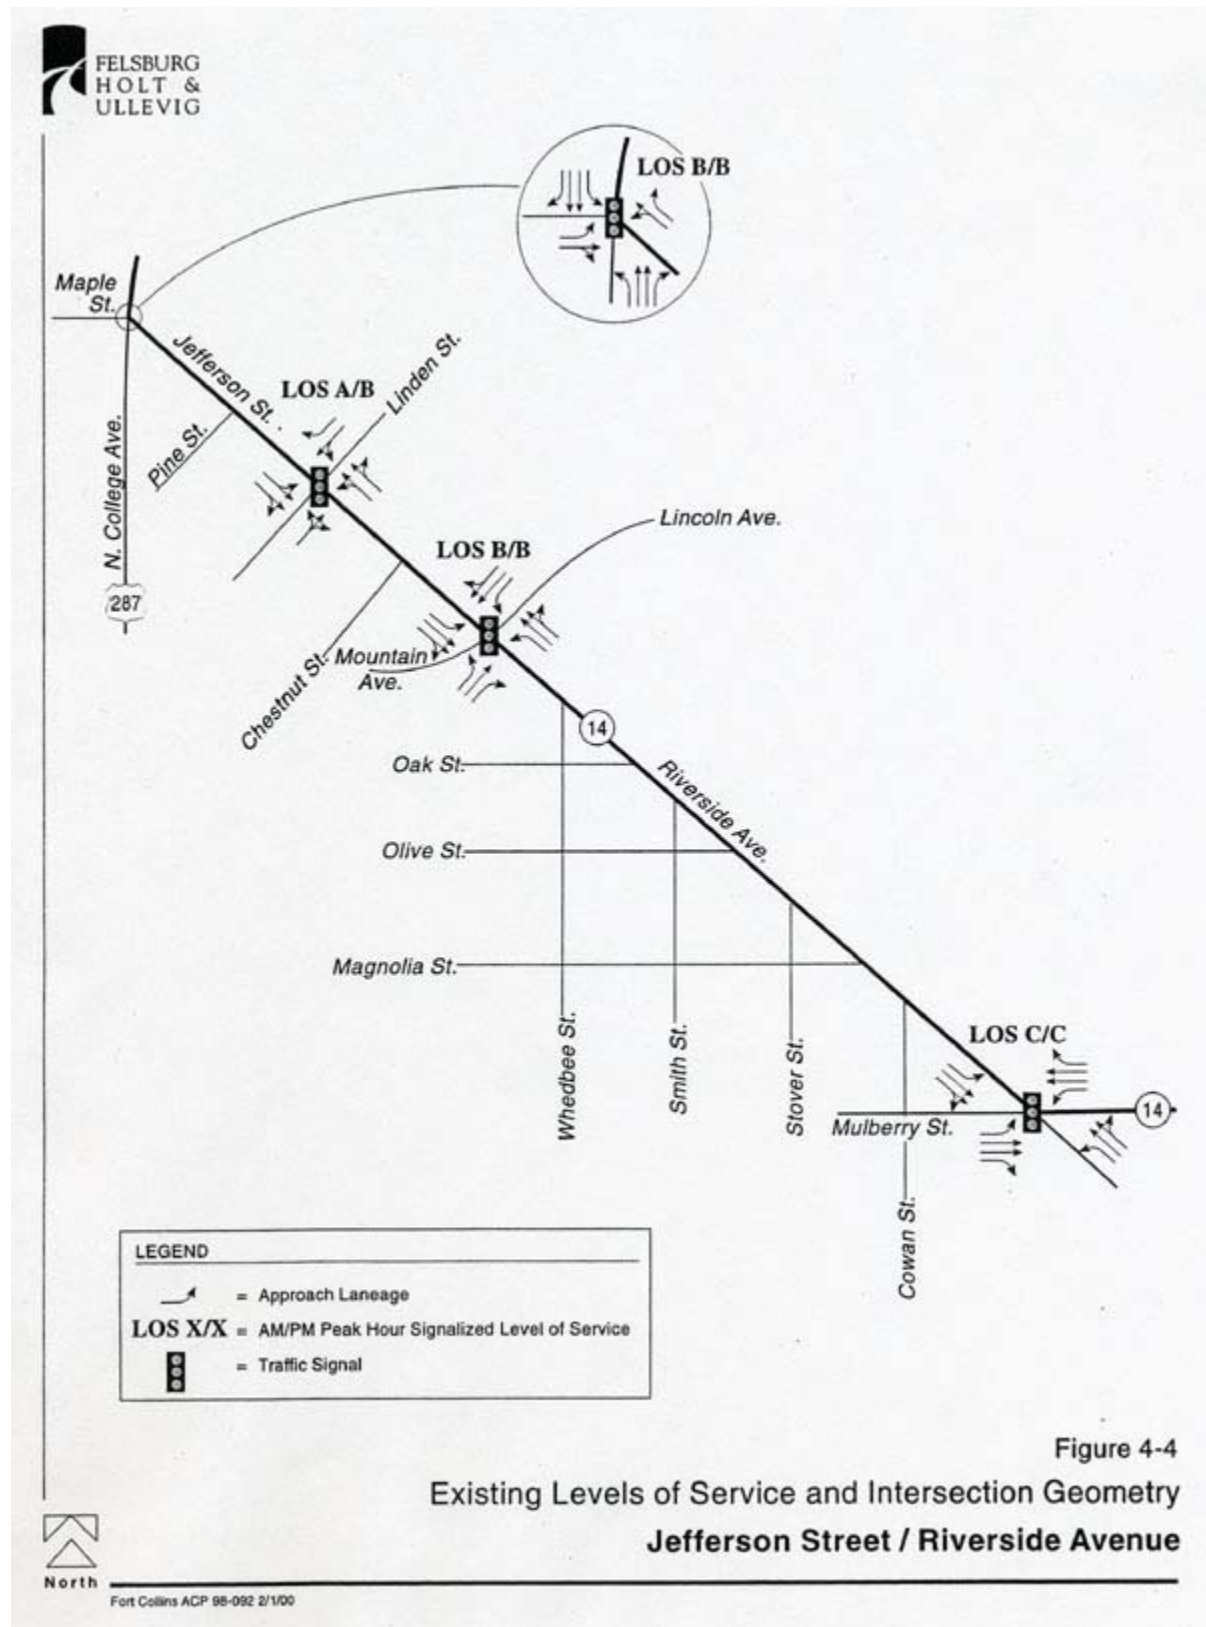 FELSBURG
HOLT &
ULLEVIG
LOS B/B
Maple
St.
Jefferson St.
LOS A/B
Linden St.
Pine St.
N. College Ave.
287
Lincoln Ave.
LOS B/B
Chestnut St.
Mountain
Ave.
14
Oak St.
Riverside Ave.
Olive St.
Magnolia St.
Whedbee St.
Smith St.
Stover St.
LOS C/C
14
Mulberry St.
Cowan St.
LEGEND
= Approach Laneage
LOS X/X = AM/PM Peak Hour Signalized Level of Service
= Traffic Signal
Figure 4-4
Existing Levels of Service and Intersection Geometry
Jefferson Street / Riverside Avenue
North
Fort Collins ACP 98-092 2/1/00